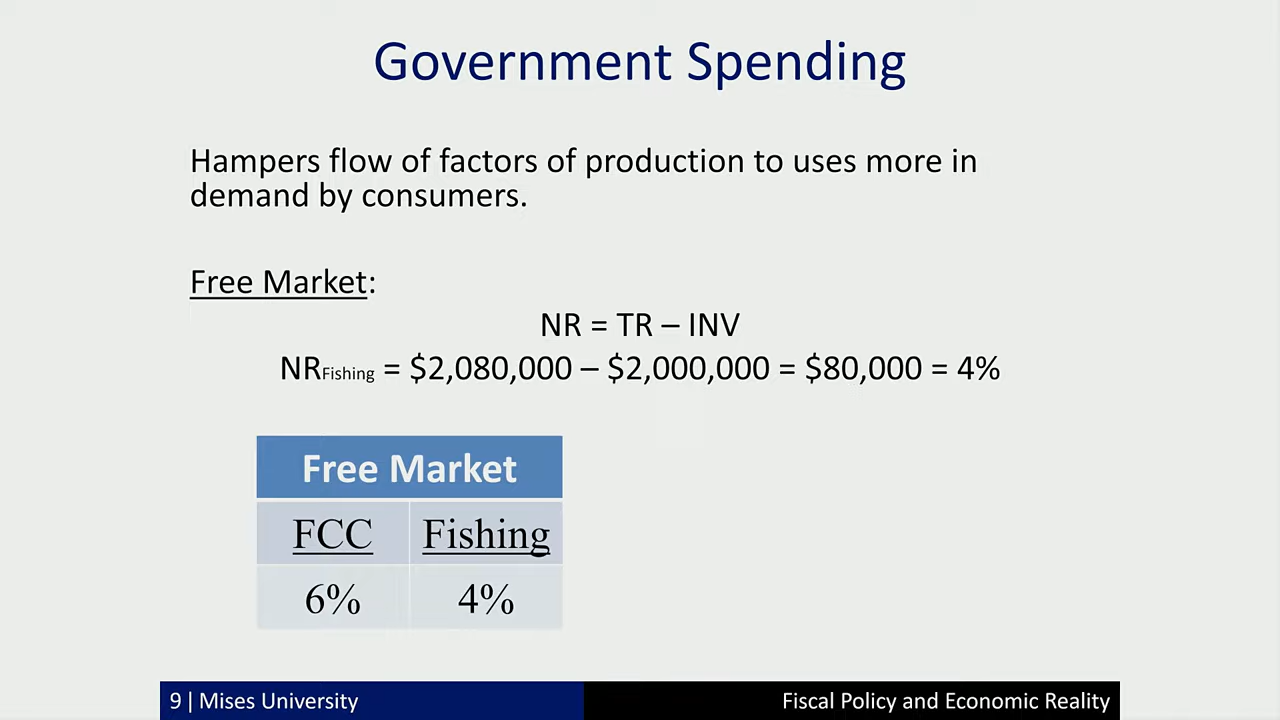 Government Spending
Hampers flow of factors of production to uses more in
demand by consumers.
Free Market:
NR = TR – INV
NRFishing = $2,080,000 – $2,000,000 = $80,000 = 4%
Free Market
FCC Fishing
6% 4%
9 | Mises University Fiscal Policy and Economic Reality